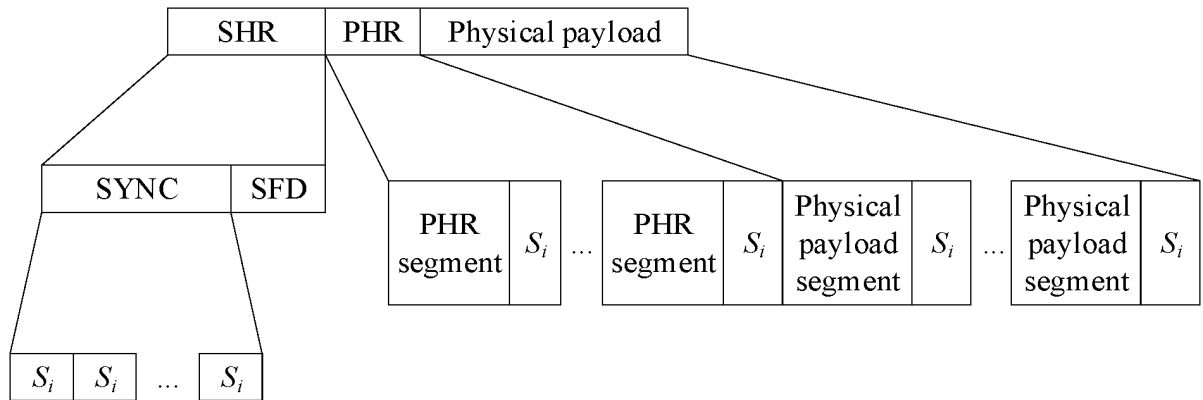 SHR PHR Physical payload
SYNC SFD
PHR segment S_i ... PHR segment S_i Physical payload segment S_i ... Physical payload segment S_i
S_i S_i ... S_i